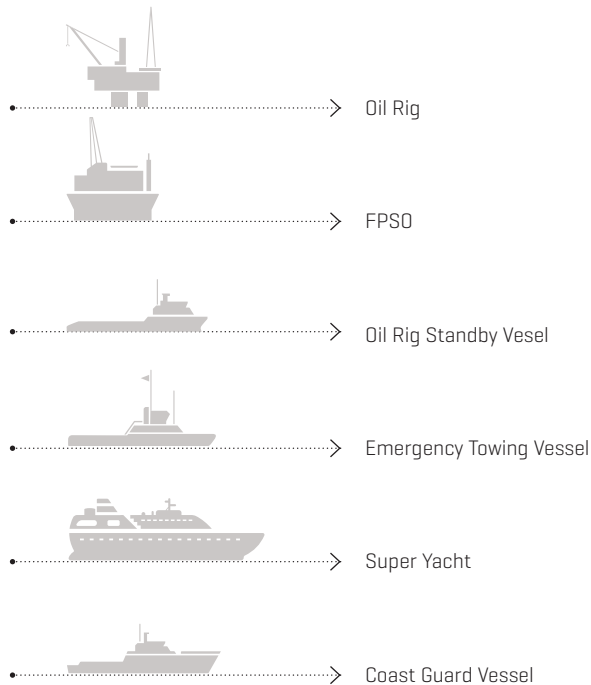 Oil Rig
FPSO
Oil Rig Standby Vesel
Emergency Towing Vessel
Super Yacht
Coast Guard Vessel